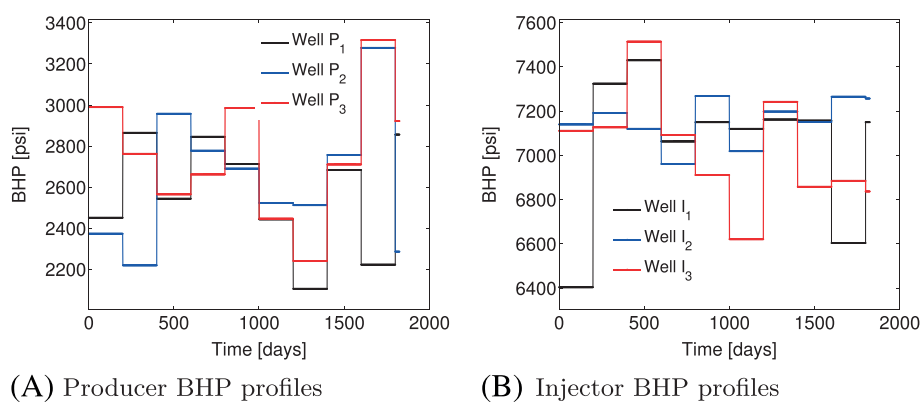 3400
3200
3000
2800
2600
2400
2200
BHP [psi]
Well P1
Well P2
Well P3
0 500 1000 1500 2000
Time [days]
(A) Producer BHP profiles
7600
7400
7200
7000
6800
6600
6400
BHP [psi]
Well I1
Well I2
Well I3
0 500 1000 1500 2000
Time [days]
(B) Injector BHP profiles